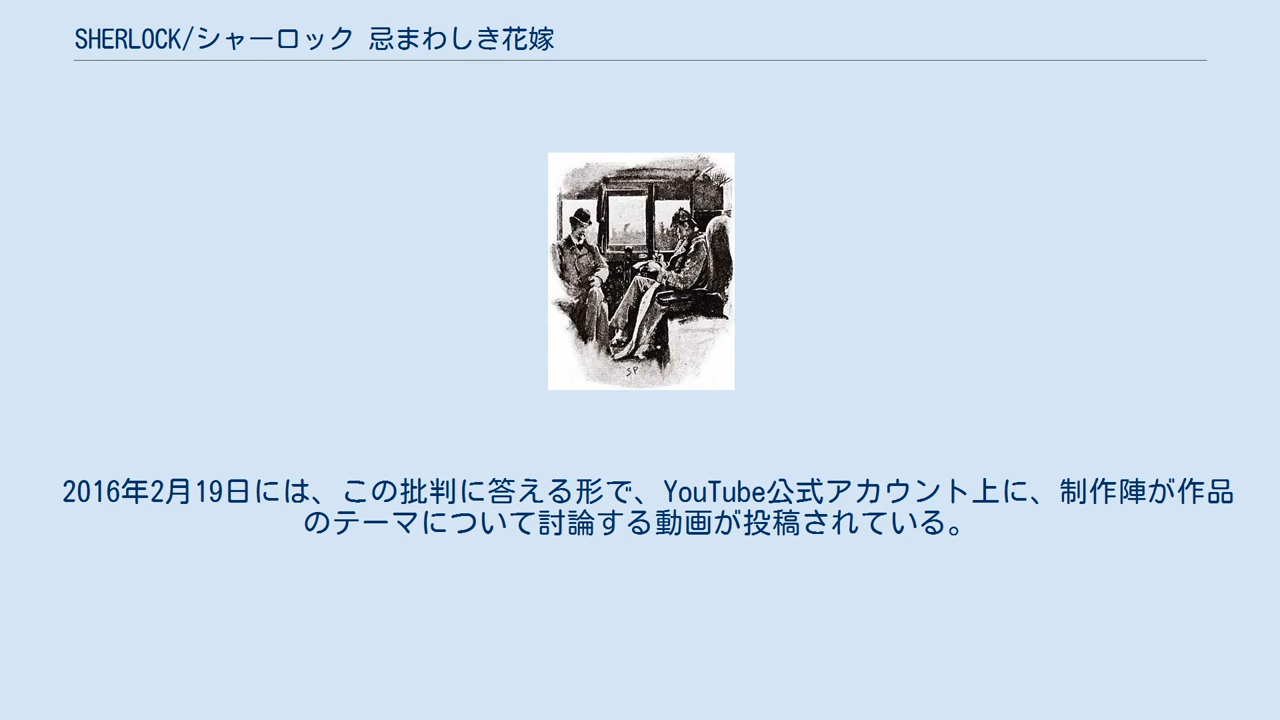 SHERLOCK/シャーロック 忌まわしき花嫁
SP
2016年2月19日には、この批判に答える形で、YouTube公式アカウント上に、制作陣が作品
のテーマについて討論する動画が投稿されている。